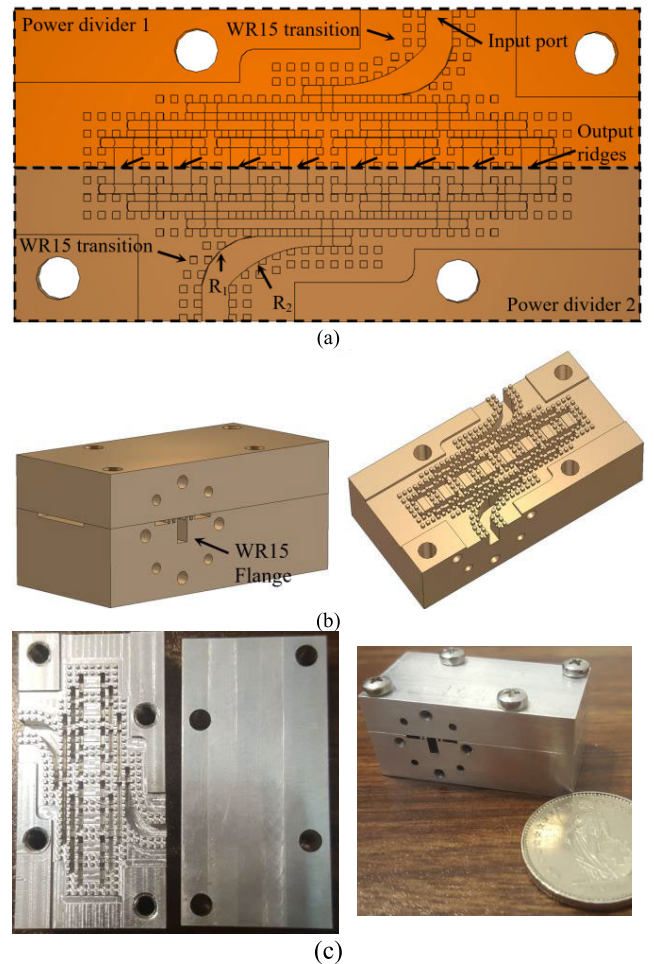 Power divider 1
WR15 transition
Input port
Output
ridges
WR15 transition
R1
R2
Power divider 2
(a)
WR15
Flange
(b)
(c)